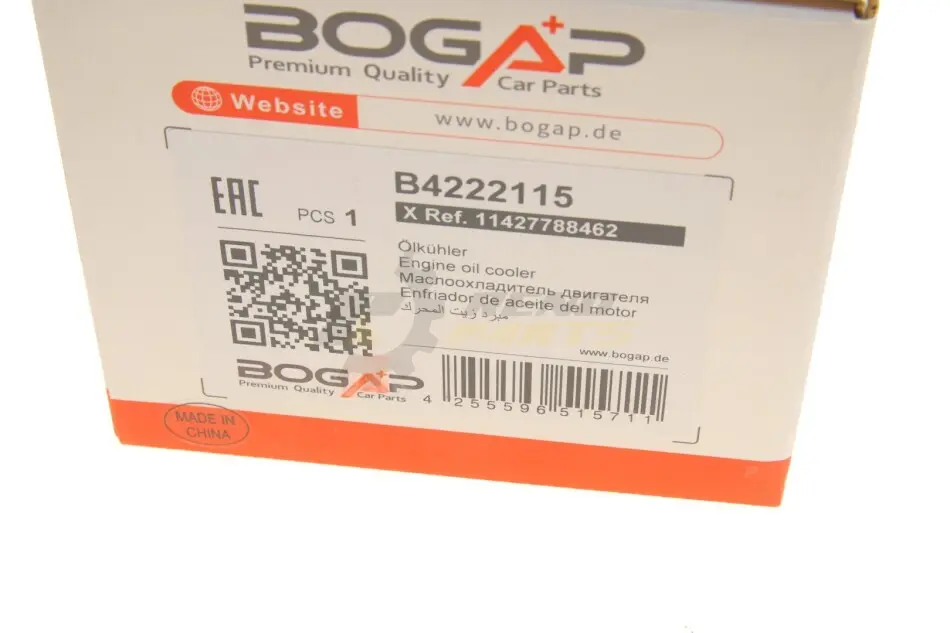 BOGAP
Premium Quality Car Parts
Website www.bogap.de
B4222115
EAC PCS 1
X Ref. 11427788462
Ölkühler
Engine oil cooler
Маслоохладитель двигателя
Enfriador de aceite del motor
مبرد زيت المحرك
www.bogap.de
BOGAP
Premium Quality Car Parts
4 255596 515711
MADE IN
CHINA